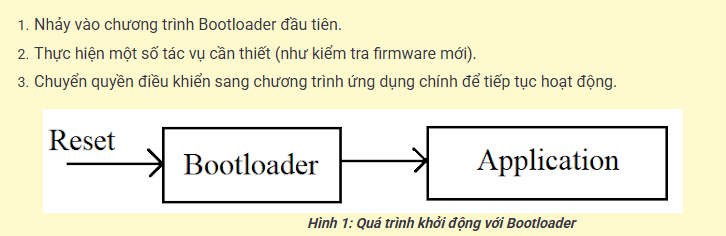 1. Nhảy vào chương trình Bootloader đầu tiên.
2. Thực hiện một số tác vụ cần thiết (như kiểm tra firmware mới).
3. Chuyển quyền điều khiển sang chương trình ứng dụng chính để tiếp tục hoạt động.
Reset
Bootloader
Application
Hình 1: Quá trình khởi động với Bootloader